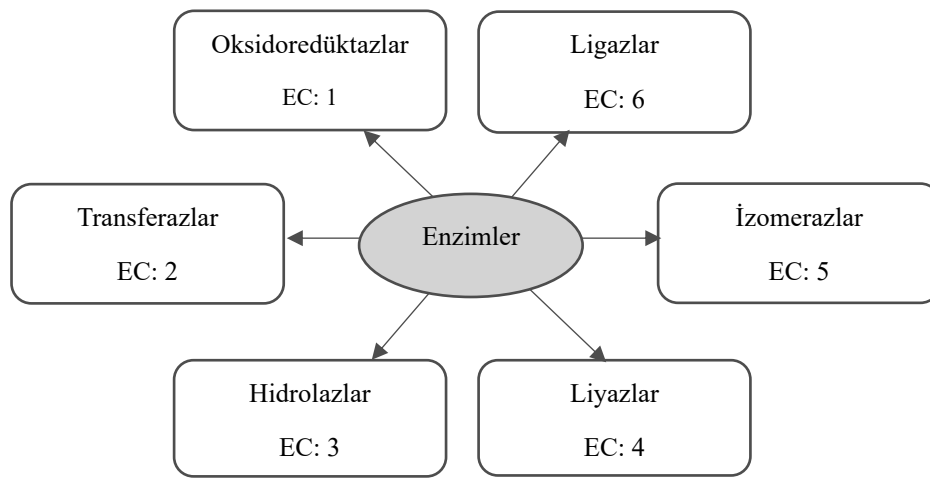 Oksidoredüktazlar
EC: 1
Ligazlar
EC: 6
Transferazlar
EC: 2
Enzimler
İzomerazlar
EC: 5
Hidrolazlar
EC: 3
Liyazlar
EC: 4